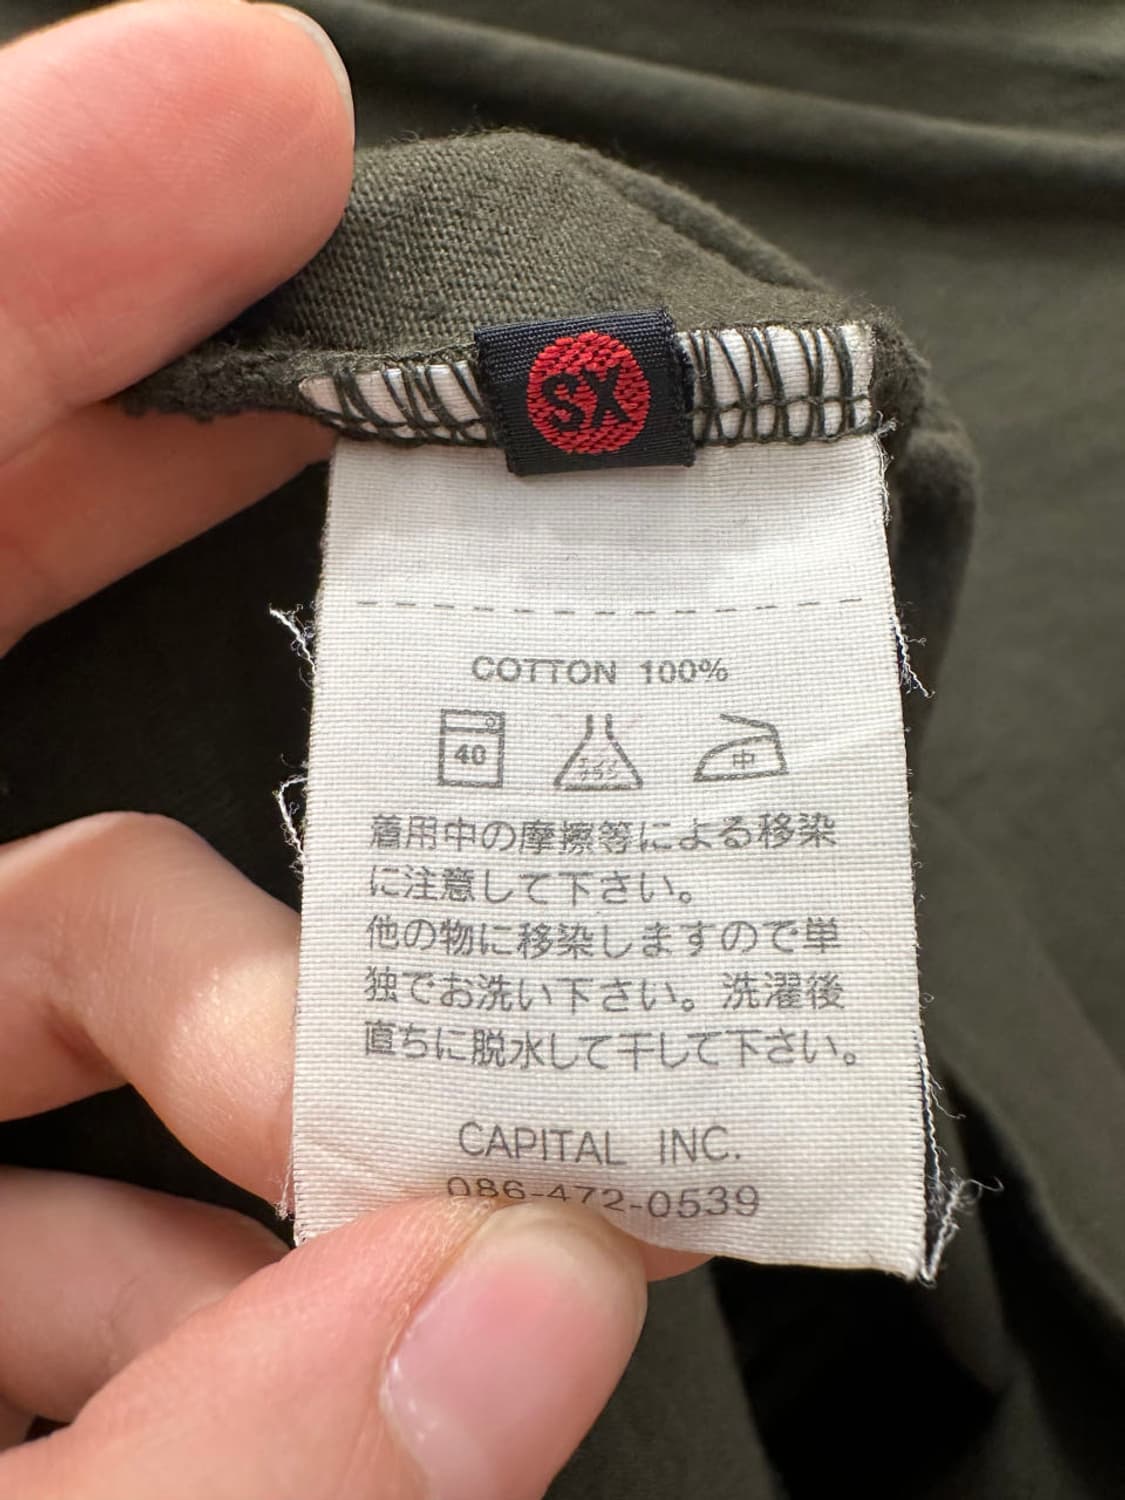 SX
COTTON 100%
40
中
着用中の摩擦等による移染
に注意して下さい。
他の物に移染しますので単
独でお洗い下さい。洗濯後
直ちに脱水して干して下さい。
CAPITAL INC.
086-472-0539